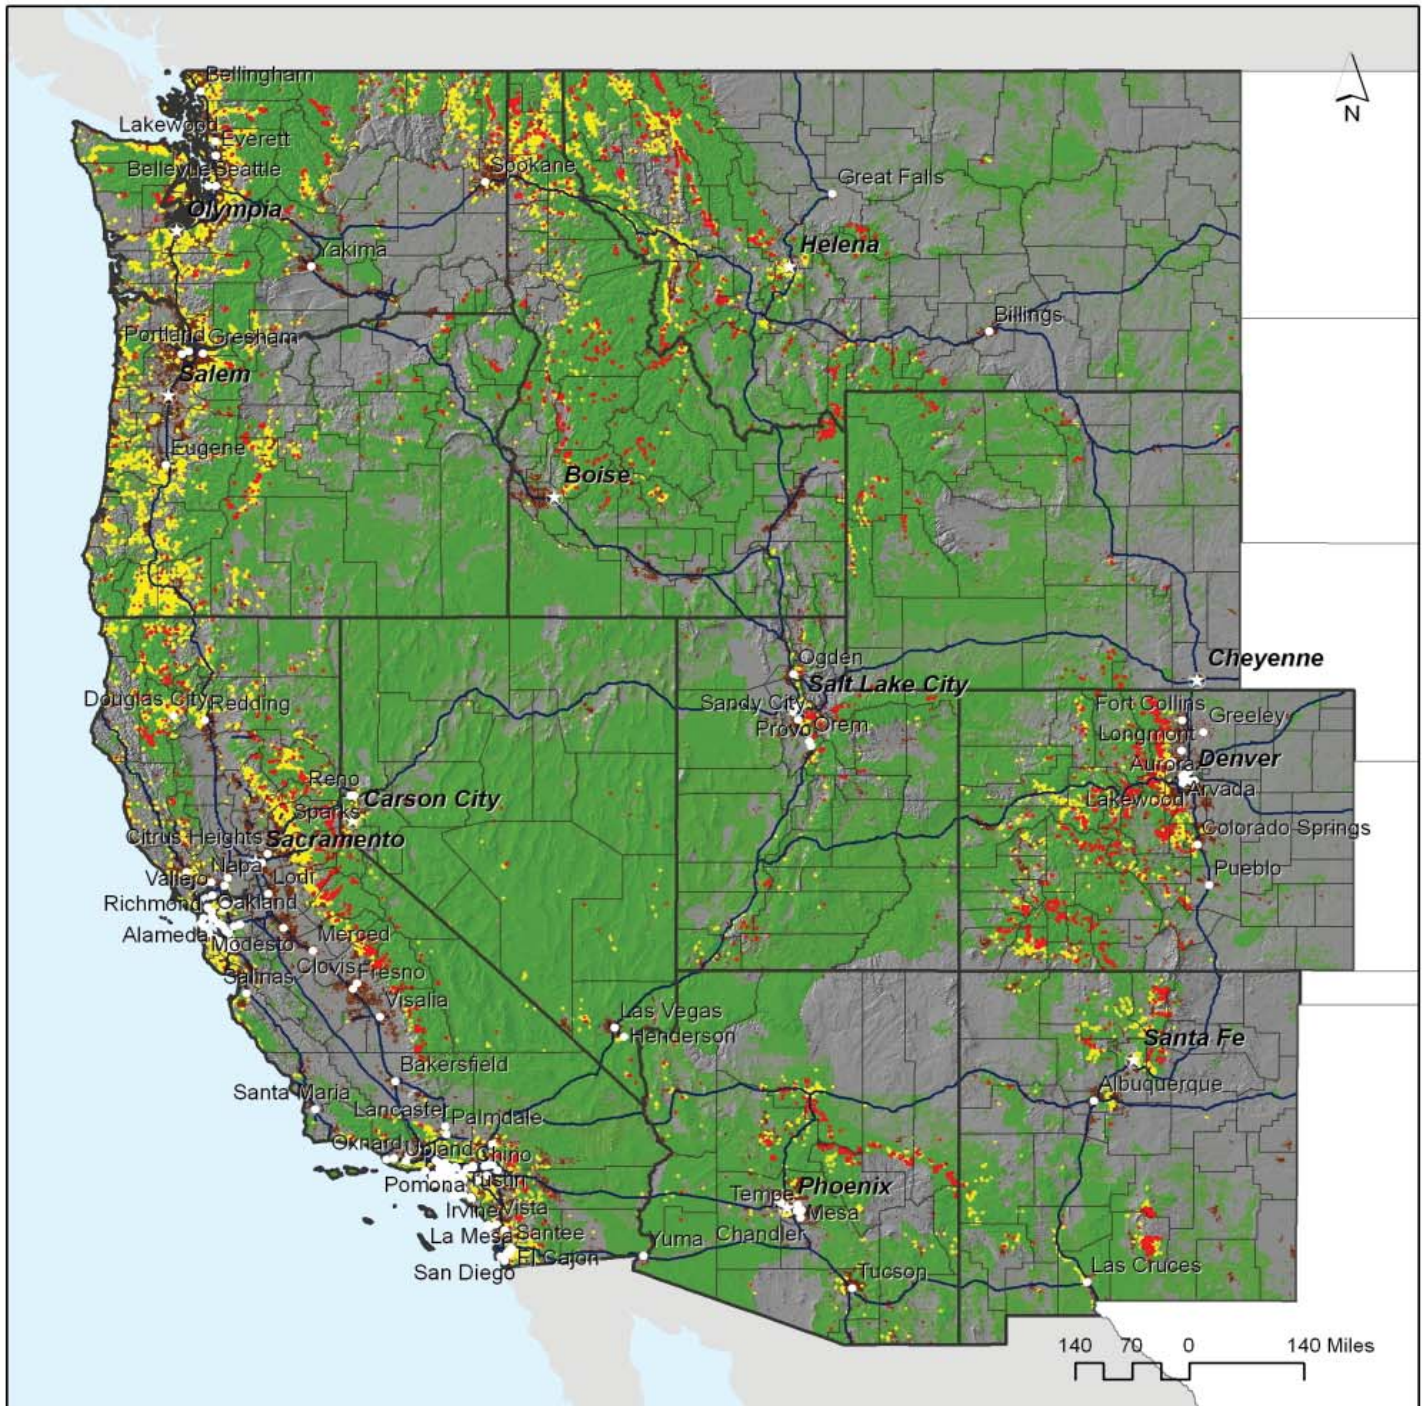 Bellingham
N
Lakewood
Everett
Bellevue Seattle
Spokane
Great Falls
Olympia
Helena
Yakima
Billings
Portland Gresham
Salem
Eugene
Boise
Cheyenne
Ogden
Salt Lake City
Douglas City Redding
Sandy City
Fort Collins
Greeley
Provo Orem
Longmont
Denver
Aurora
Reno
Arvada
Carson City
Lakewood
Sparks
Colorado Springs
Citrus Heights Sacramento
Napa
Pueblo
Vallejo
Lodi
Richmond
Oakland
Alameda
Merced
Modesto
Clovis Fresno
Salinas
Visalia
Las Vegas
Henderson
Santa Fe
Bakersfield
Albuquerque
Santa Maria
Lancaster Palmdale
Oxnard Upland Chino
Pomona Tustin
Phoenix
Tempe
Irvine Vista
Mesa
La Mesa Santee
Yuma Chandler
El Cajon
San Diego
Tucson
Las Cruces
140 70 0 140 Miles